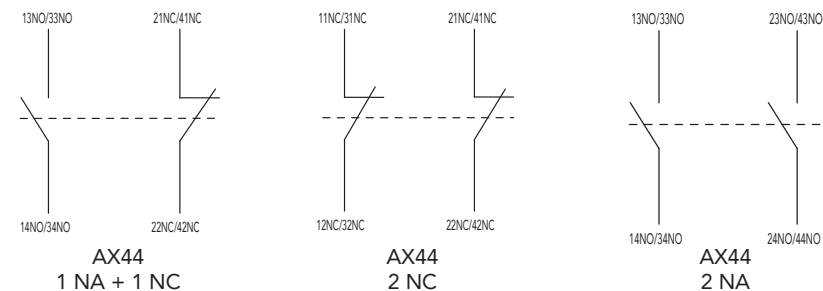 13NO/33NO 21NC/41NC
14NO/34NO 22NC/42NC
AX44
1 NA + 1 NC
11NC/31NC 21NC/41NC
12NC/32NC 22NC/42NC
AX44
2 NC
13NO/33NO 23NO/43NO
14NO/34NO 24NO/44NO
AX44
2 NA